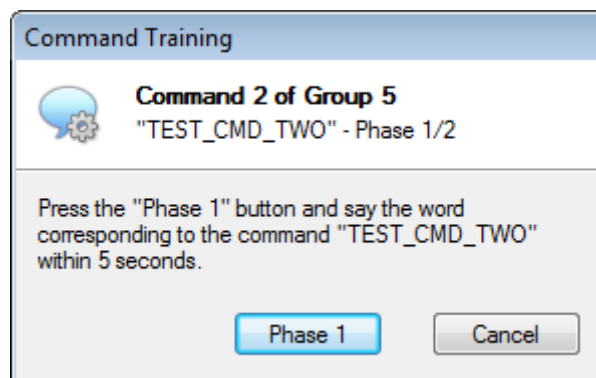 Command Training
Command 2 of Group 5
"TEST_CMD_TWO" - Phase 1/2
Press the "Phase 1" button and say the word
corresponding to the command "TEST_CMD_TWO"
within 5 seconds.
Phase 1
Cancel